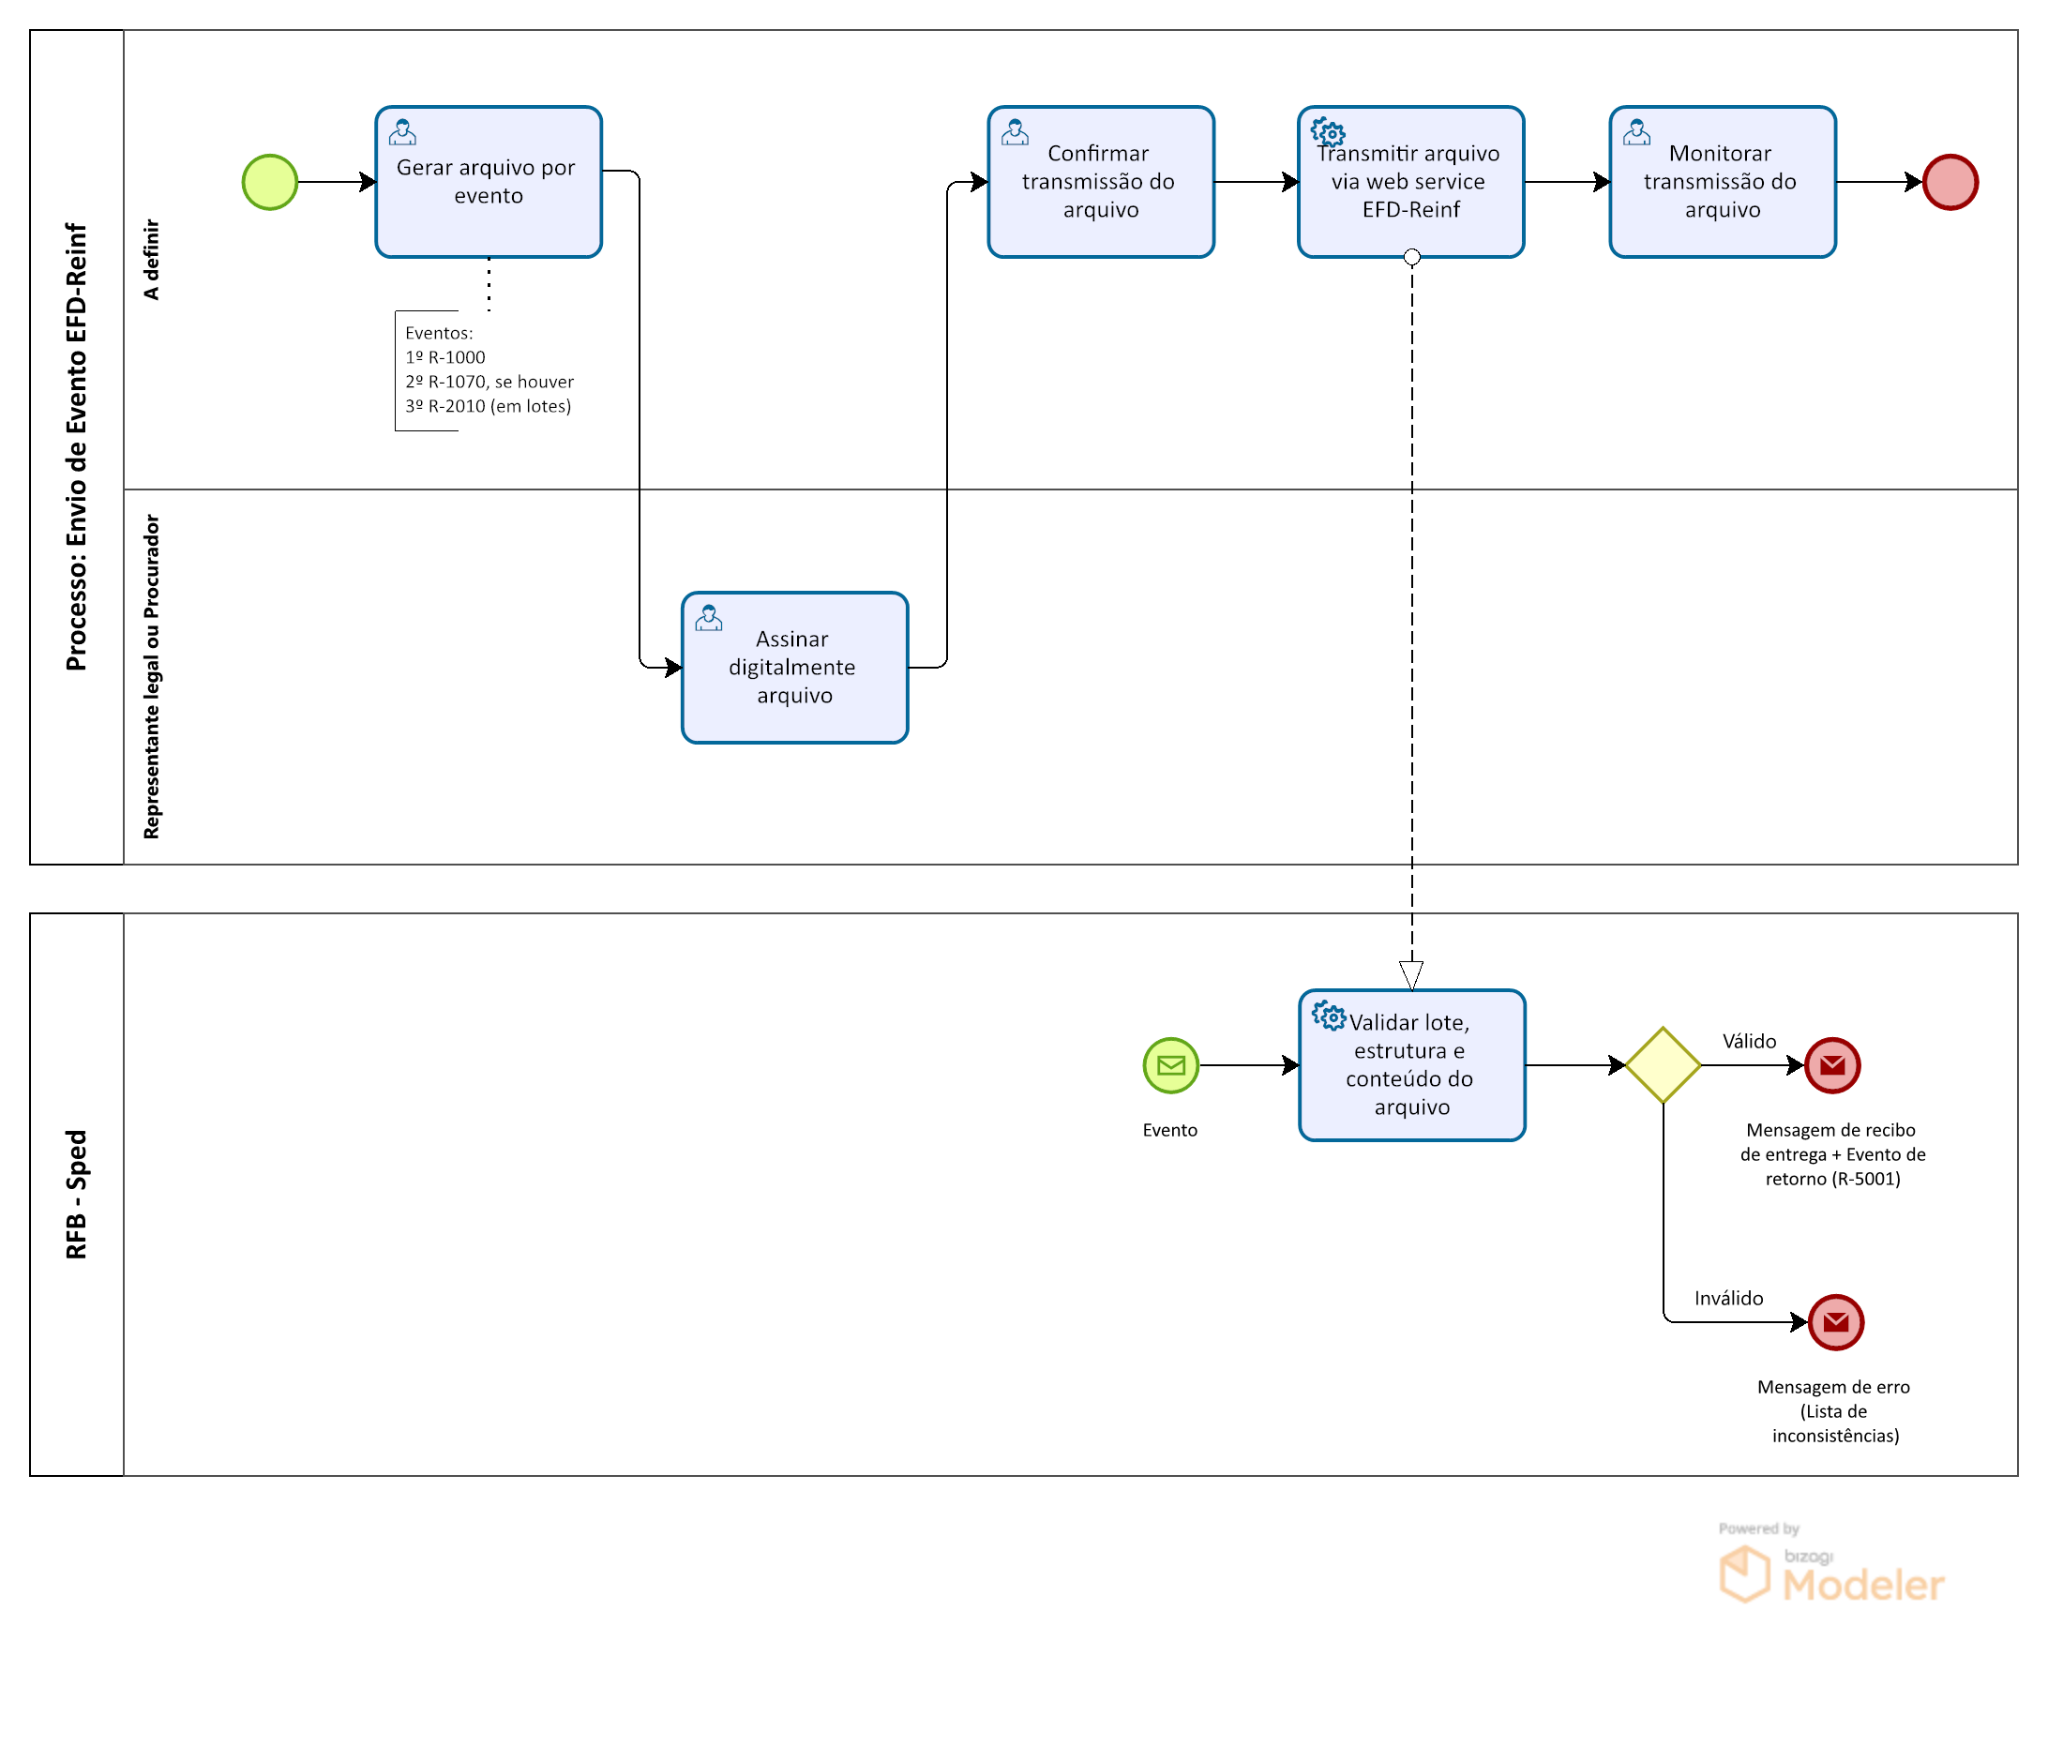 Processo: Envio de Evento EFD-Reinf
A definir
Gerar arquivo por
evento
Eventos:
1º R-1000
2º R-1070, se houver
3º R-2010 (em lotes)
Confirmar
transmissão do
arquivo
Transmitir arquivo
via web service
EFD-Reinf
Monitorar
transmissão do
arquivo
Representante legal ou Procurador
Assinar
digitalmente
arquivo
RFB - Sped
Evento
Validar lote,
estrutura e
conteúdo do
arquivo
Válido
Mensagem de recibo
de entrega + Evento de
retorno (R-5001)
Inválido
Mensagem de erro
(Lista de
inconsistências)
Powered by
bizagi
Modeler